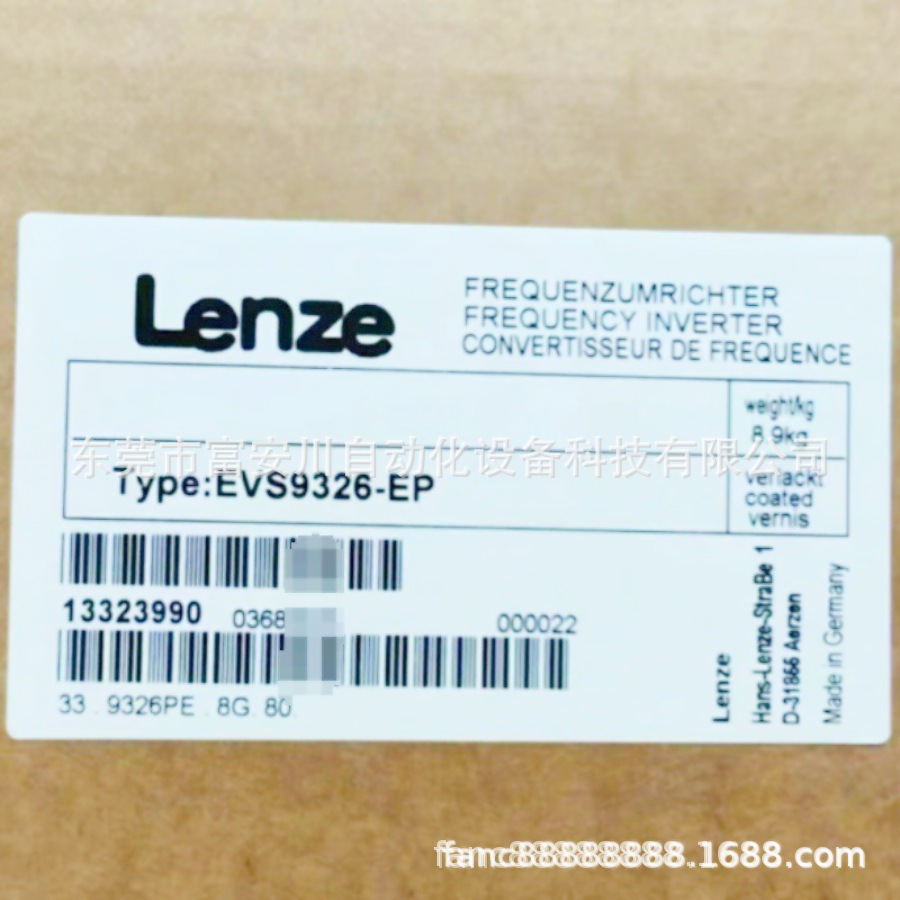 Lenze
FREQUENZUMRICHTER
FREQUENCY INVERTER
CONVERTISSEUR DE FREQUENCE
weight/kg
8.9kg
东莞市富安川自动化设备科技有限公司
Type:EVS9326-EP
verlackt
coated
vernis
13323990 0368 000022
33 . 9326PE . 8G. 80.
Lenze
Hans-Lenze-StraBe 1
D-31866 Aerzen
Made in Germany
fanc88888888.1688.com